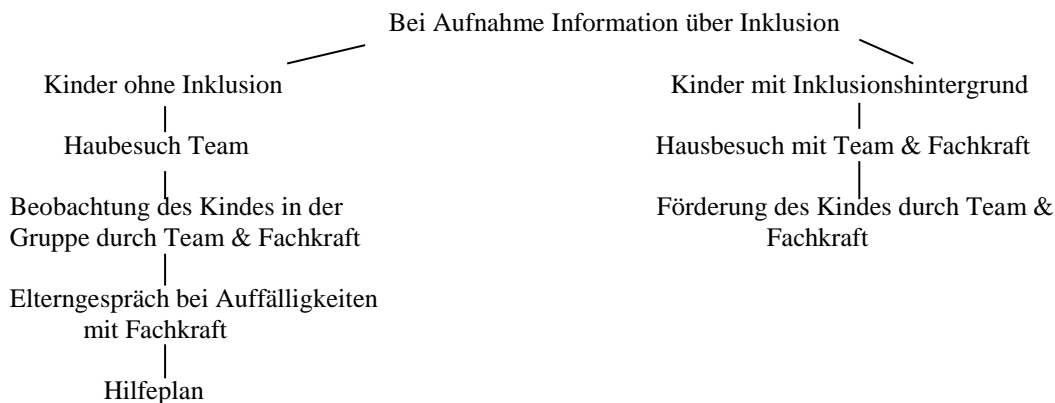 Bei Aufnahme Information über Inklusion
Kinder ohne Inklusion
Kinder mit Inklusionshintergrund
Haubesuch Team
Hausbesuch mit Team & Fachkraft
Beobachtung des Kindes in der
Gruppe durch Team & Fachkraft
Förderung des Kindes durch Team &
Fachkraft
Elterngespräch bei Auffälligkeiten
mit Fachkraft
Hilfeplan